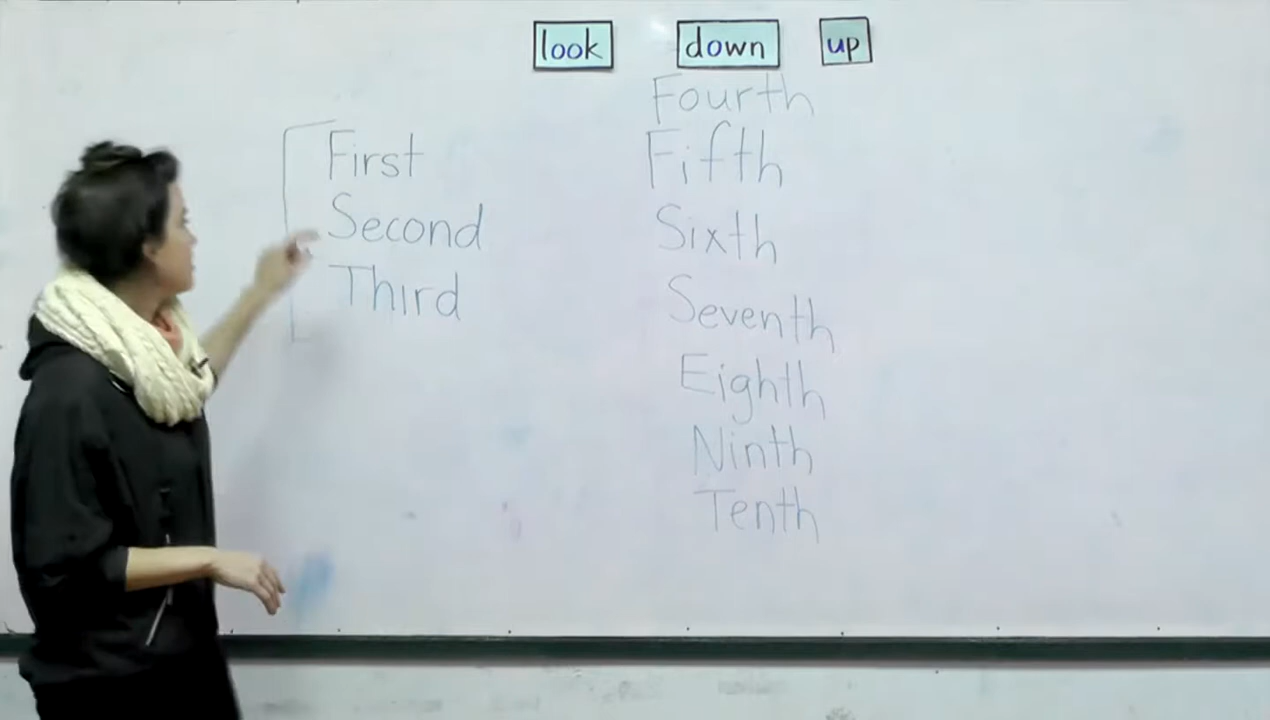 look down up
First
Second
Third
Fourth
Fifth
Sixth
Seventh
Eighth
Ninth
Tenth